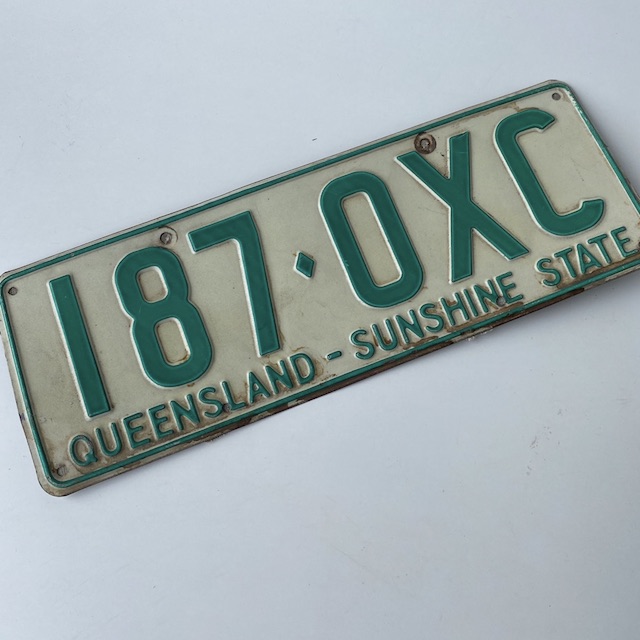 187·OXC
QUEENSLAND - SUNSHINE STATE